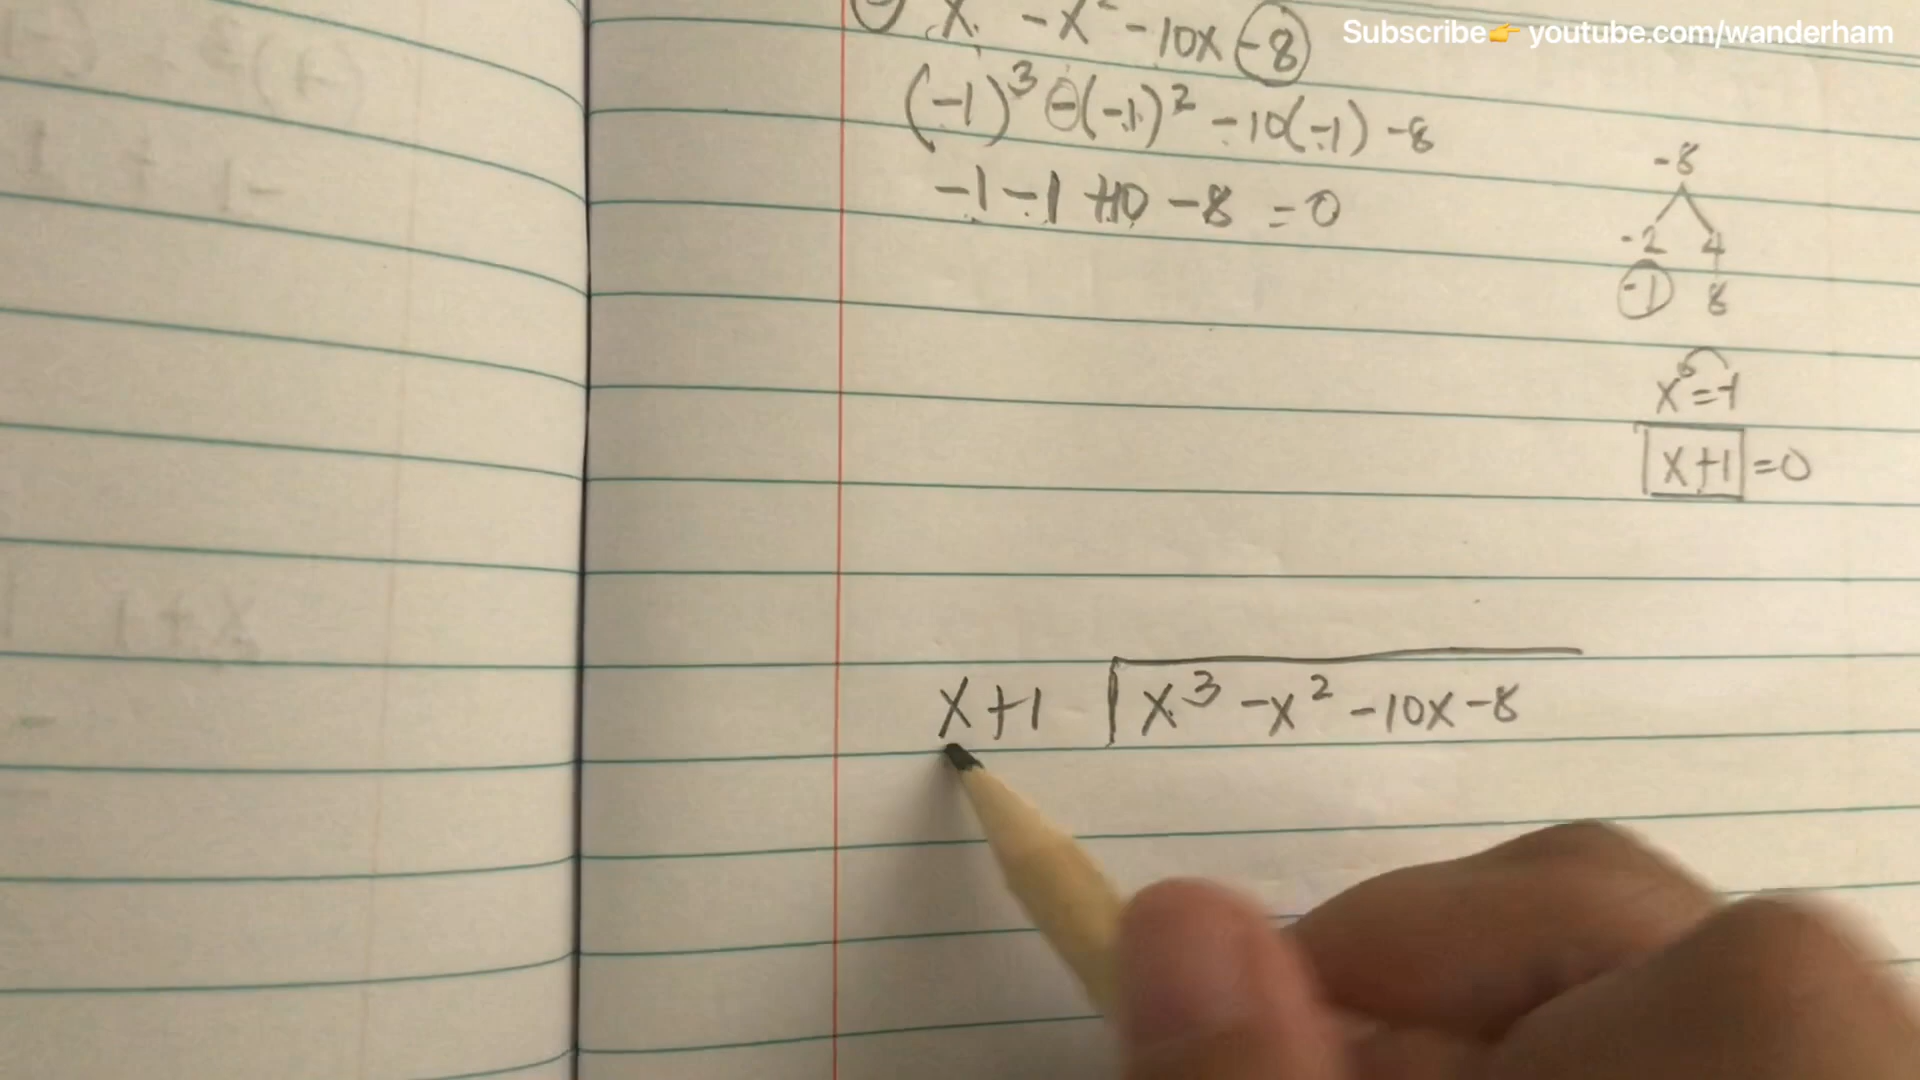 Subscribe👉 youtube.com/wanderham
x - x² - 10x -8
(-1)³ -(-1)² -10(-1) -8
-1 -1 +10 -8 = 0
-8
-2 4
-1 8
x = -1
x+1 = 0
x+1 x³ -x² -10x -8